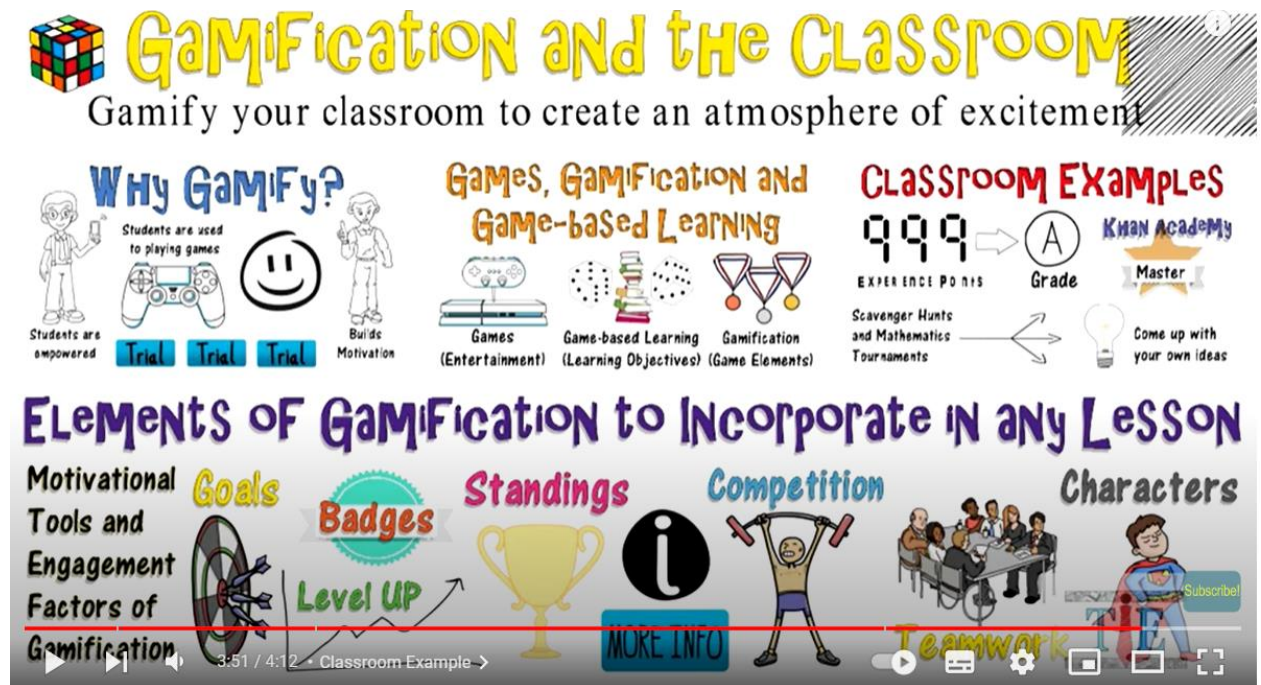 GAMiFicatioN aND tHe CLaSSrooM
Gamify your classroom to create an atmosphere of excitement
WHy GaMiFy?
Students are used
to playing games
Students are
empowered
Trial Trial Trial
Builds
Motivation
GaMeS, GaMiFicatioN aND
GaMe-baSeD LearNiNg
Games
(Entertainment)
Game-based Learning
(Learning Objectives)
Gamification
(Game Elements)
CLaSSrooM EXaMpLeS
999
EXPERIENCE POiNtS
A
Grade
KHaN AcaDeMy
Master
Scavenger Hunts
and Mathematics
Tournaments
Come up with
your own ideas
ELeMeNtS oF GaMiFicatioN to INcorporate iN aNy LeSSoN
Motivational
Tools and
Engagement
Factors of
Gamification
Goals
Badges
Level UP
Standings
i
MORE INFO
Competition
Teamwork
Characters
TiE
Subscribe!
3:51 / 4:12 • Classroom Example